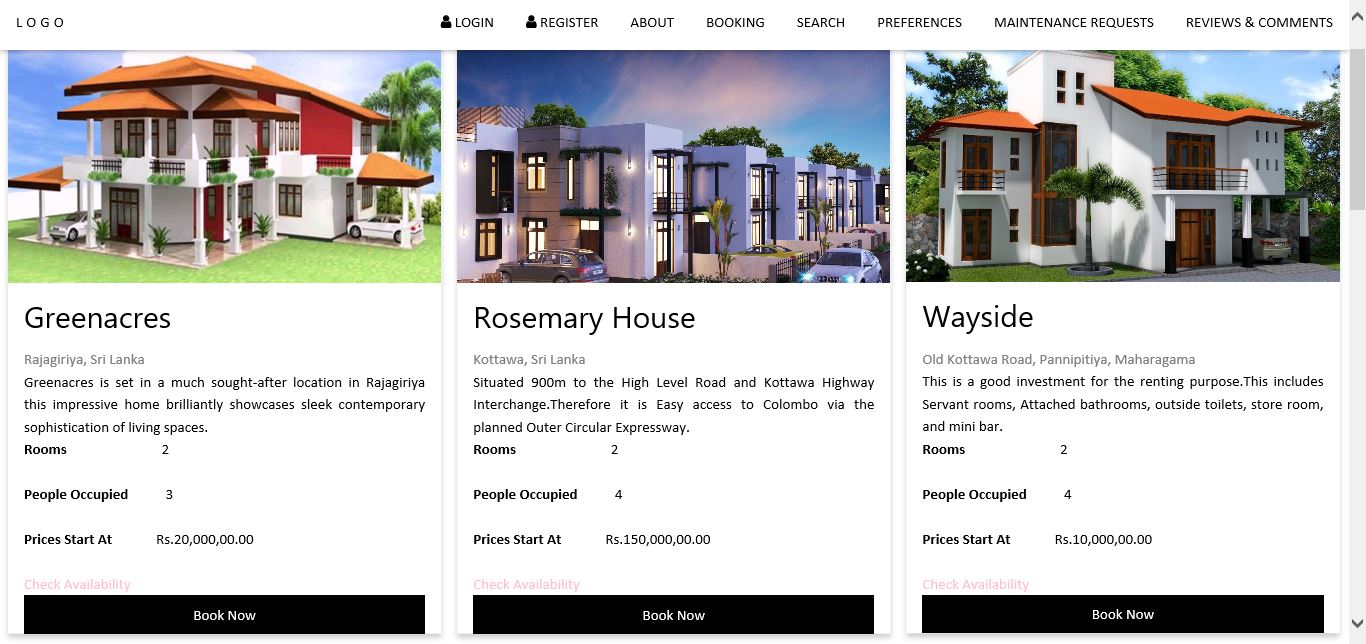 LOGO
LOGIN REGISTER ABOUT BOOKING SEARCH PREFERENCES MAINTENANCE REQUESTS REVIEWS & COMMENTS
Greenacres
Rajagiriya, Sri Lanka
Greenacres is set in a much sought-after location in Rajagiriya
this impressive home brilliantly showcases sleek contemporary
sophistication of living spaces.
Rooms 2
People Occupied 3
Prices Start At Rs.20,000,00.00
Check Availability
Book Now
Rosemary House
Kottawa, Sri Lanka
Situated 900m to the High Level Road and Kottawa Highway
Interchange.Therefore it is Easy access to Colombo via the
planned Outer Circular Expressway.
Rooms 2
People Occupied 4
Prices Start At Rs.150,000,00.00
Check Availability
Book Now
Wayside
Old Kottawa Road, Pannipitiya, Maharagama
This is a good investment for the renting purpose.This includes
Servant rooms, Attached bathrooms, outside toilets, store room,
and mini bar.
Rooms 2
People Occupied 4
Prices Start At Rs.10,000,00.00
Check Availability
Book Now